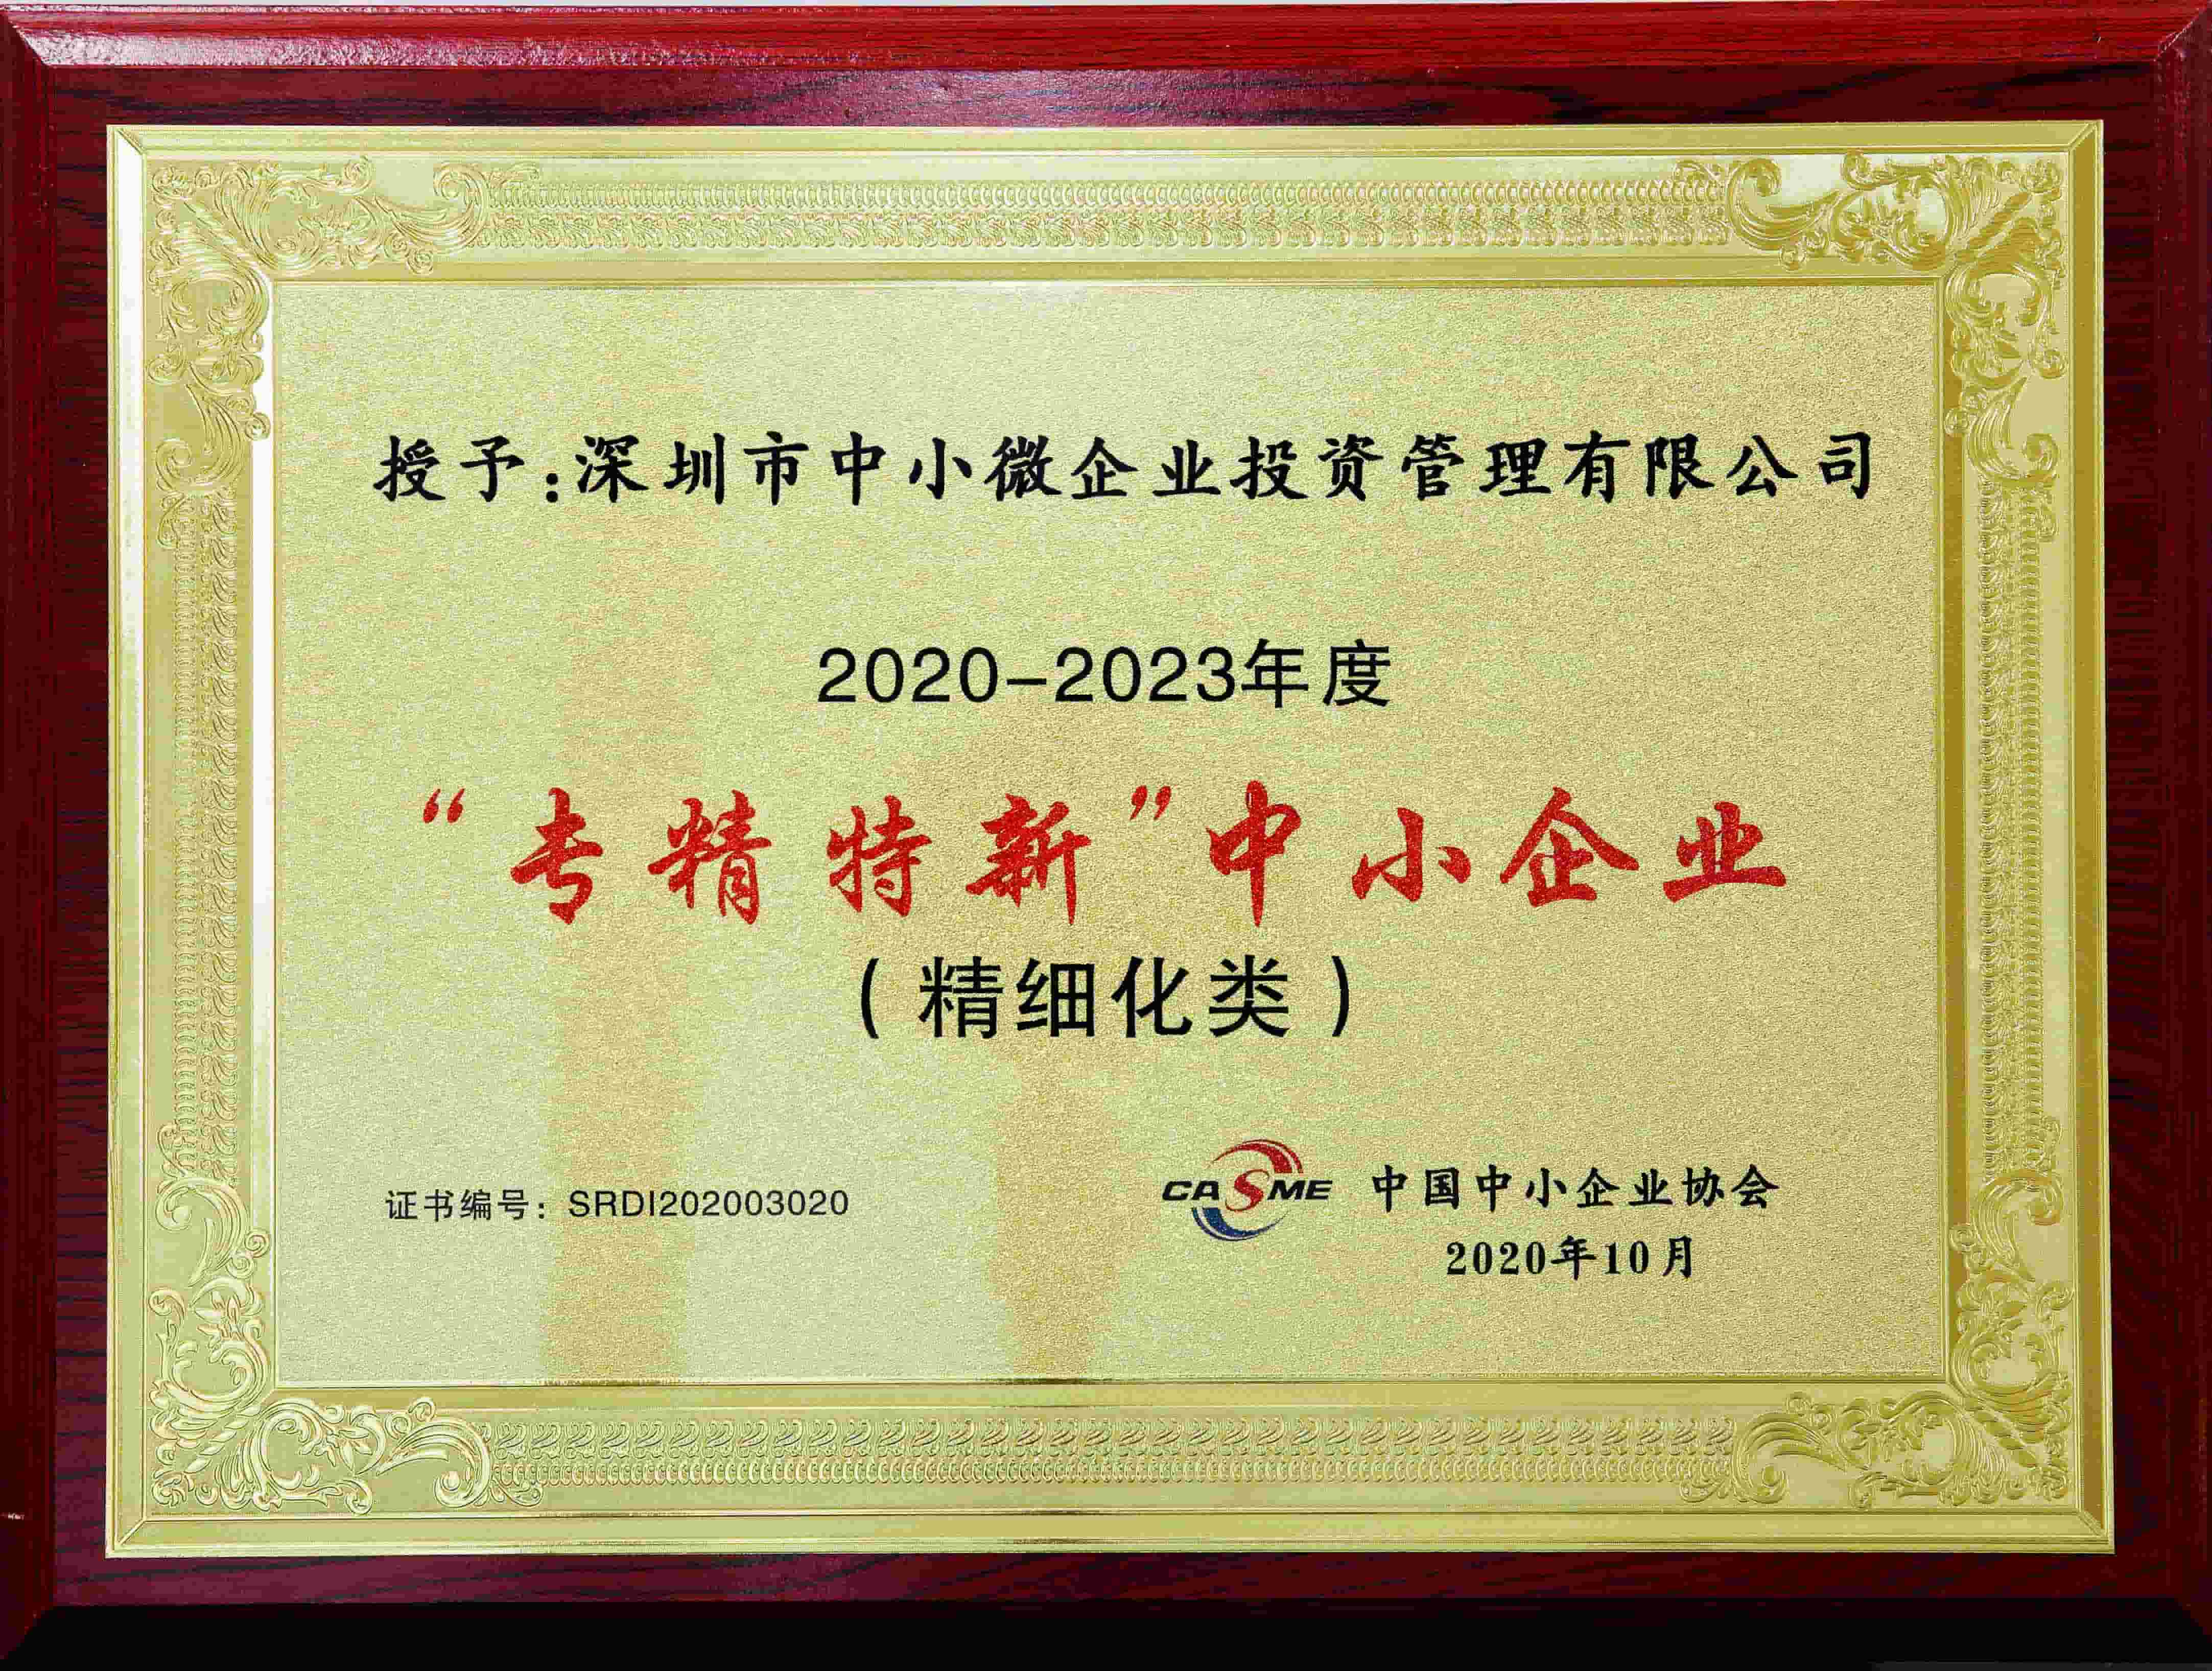 授予:深圳市中小微企业投资管理有限公司
2020-2023年度
“专精特新”中小企业
(精细化类)
证书编号: SRDI202003020
CASME 中国中小企业协会
2020年10月